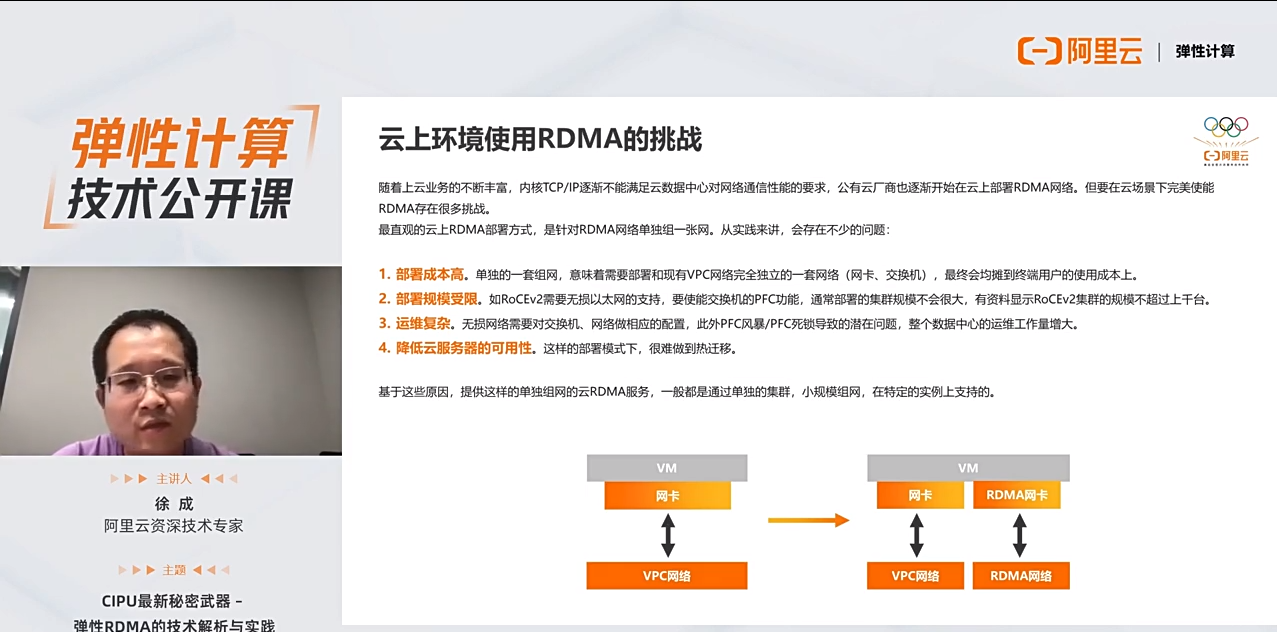 阿里云 | 弹性计算
弹性计算
技术公开课
主讲人
徐 成
阿里云资深技术专家
主题
CIPU最新秘密武器 –
弹性RDMA的技术解析与实践
云上环境使用RDMA的挑战
阿里云
随着上云业务的不断丰富，内核TCP/IP逐渐不能满足云数据中心对网络通信性能的要求，公有云厂商也逐渐开始在云上部署RDMA网络。但要在云场景下完美使能
RDMA存在很多挑战。
最直观的云上RDMA部署方式，是针对RDMA网络单独组一张网。从实践来讲，会存在不少的问题：
1. 部署成本高。单独的一套组网，意味着需要部署和现有VPC网络完全独立的一套网络（网卡、交换机），最终会均摊到终端用户的使用成本上。
2. 部署规模受限。如RoCEv2需要无损以太网的支持，要使能交换机的PFC功能，通常部署的集群规模不会很大，有资料显示RoCEv2集群的规模不超过上千台。
3. 运维复杂。无损网络需要对交换机、网络做相应的配置，此外PFC风暴/PFC死锁导致的潜在问题，整个数据中心的运维工作量增大。
4. 降低云服务器的可用性。这样的部署模式下，很难做到热迁移。
基于这些原因，提供这样的单独组网的云RDMA服务，一般都是通过单独的集群，小规模组网，在特定的实例上支持的。
VM
网卡
VPC网络
VM
网卡
RDMA网卡
VPC网络
RDMA网络